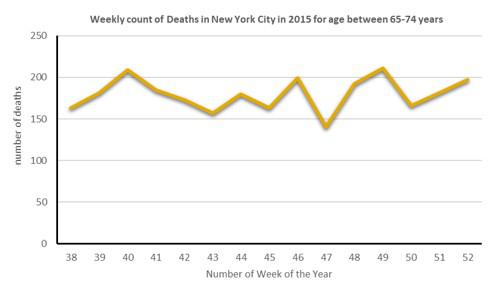 Weekly count of Deaths in New York City in 2015 for age between 65-74 years
number of deaths
250
200
150
100
50
0
38 39 40 41 42 43 44 45 46 47 48 49 50 51 52
Number of Week of the Year